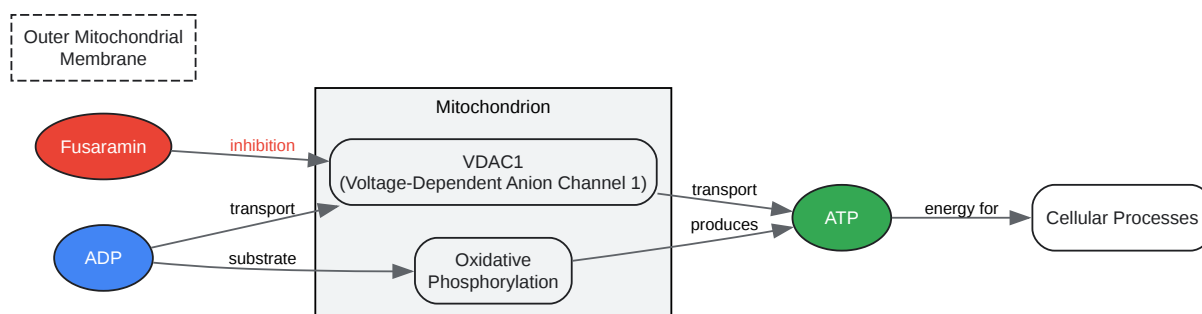 Outer Mitochondrial
Membrane
Mitochondrion
Fusaramin
inhibition
VDAC1
(Voltage-Dependent Anion Channel 1)
transport
transport
ADP
substrate
Oxidative
Phosphorylation
produces
ATP
energy for
Cellular Processes